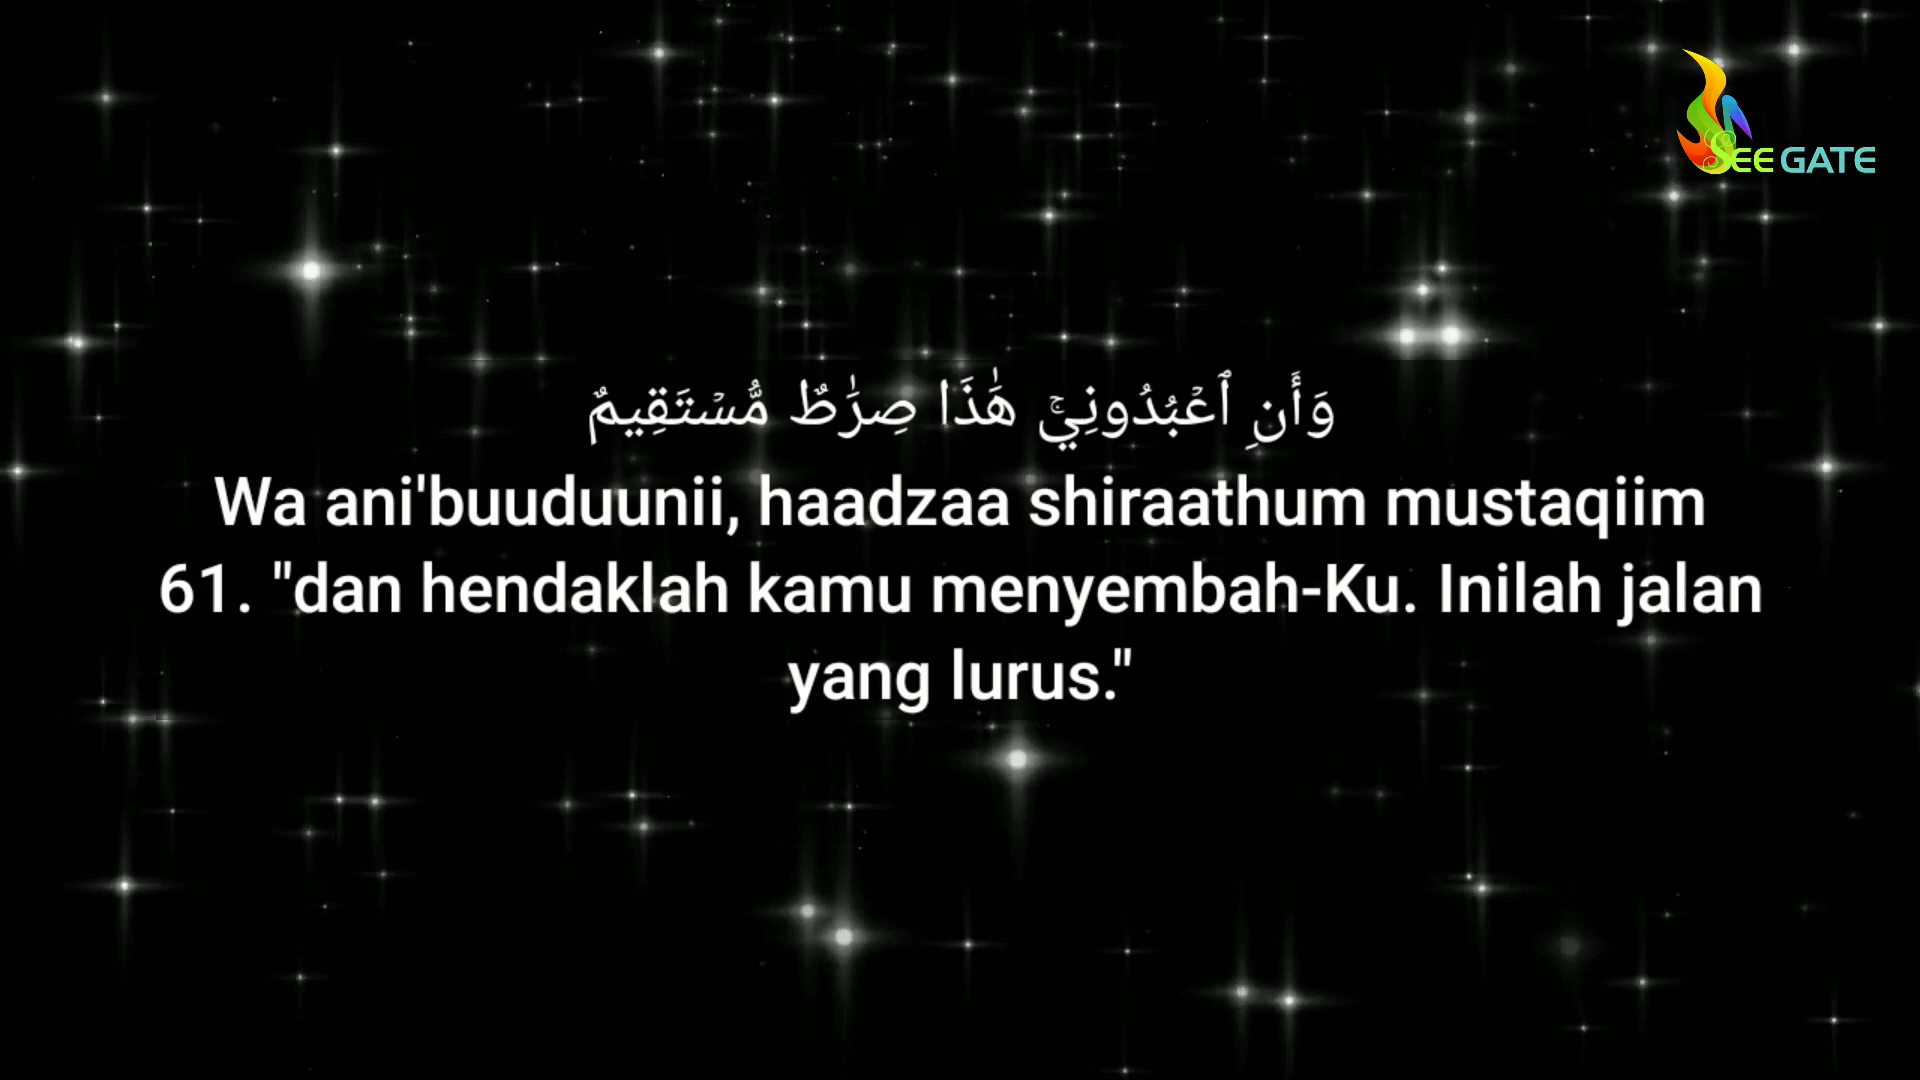 SEE GATE
وَأَنِ ٱعۡبُدُونِيۚ هَٰذَا صِرَٰطٌ مُّسۡتَقِيمٌ
Wa ani'buuduunii, haadzaa shiraathum mustaqiim
61. "dan hendaklah kamu menyembah-Ku. Inilah jalan
yang lurus."